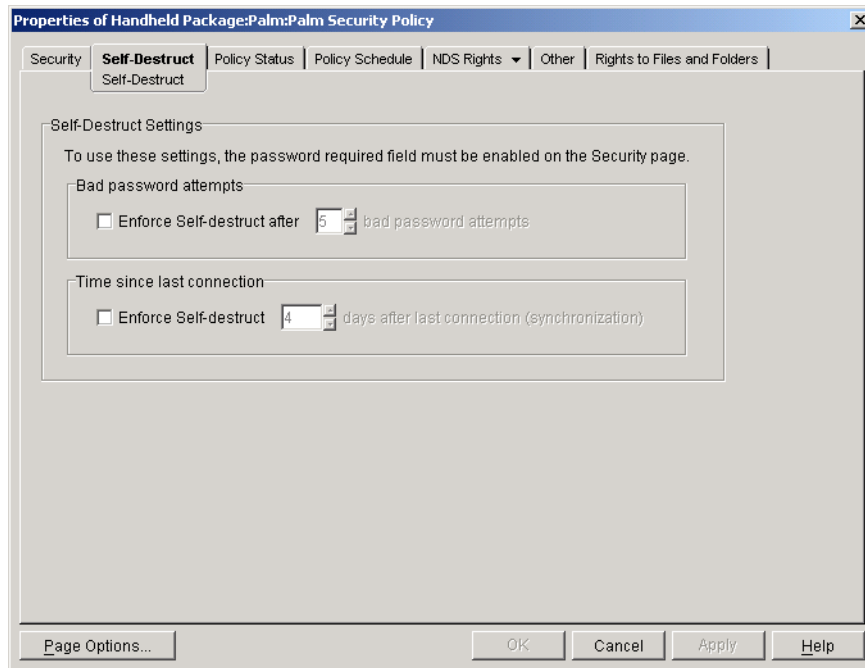 Properties of Handheld Package:Palm:Palm Security Policy
Security Self-Destruct Policy Status Policy Schedule NDS Rights Other Rights to Files and Folders
Self-Destruct
Self-Destruct Settings
To use these settings, the password required field must be enabled on the Security page.
Bad password attempts
Enforce Self-destruct after 5 bad password attempts
Time since last connection
Enforce Self-destruct 4 days after last connection (synchronization)
Page Options... OK Cancel Apply Help